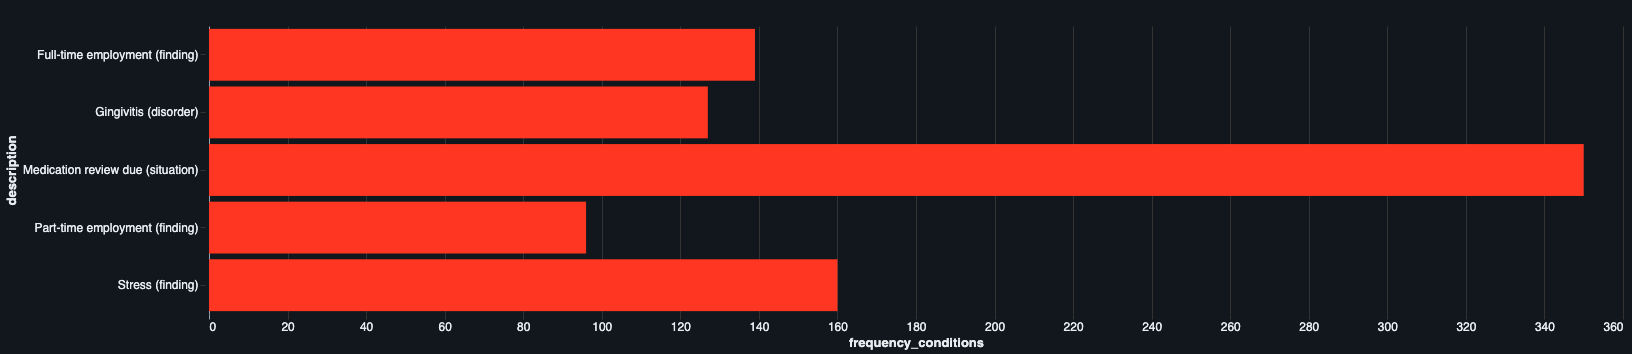 description
Full-time employment (finding)
Gingivitis (disorder)
Medication review due (situation)
Part-time employment (finding)
Stress (finding)
0 20 40 60 80 100 120 140 160 180 200 220 240 260 280 300 320 340 360
frequency_conditions